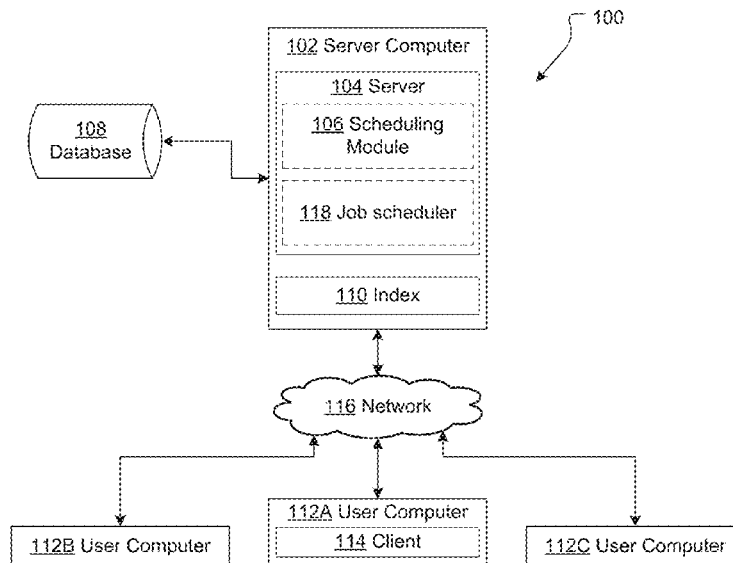 100
102 Server Computer
104 Server
106 Scheduling
Module
108
Database
118 Job scheduler
110 Index
116 Network
112A User Computer
114 Client
112B User Computer
112C User Computer